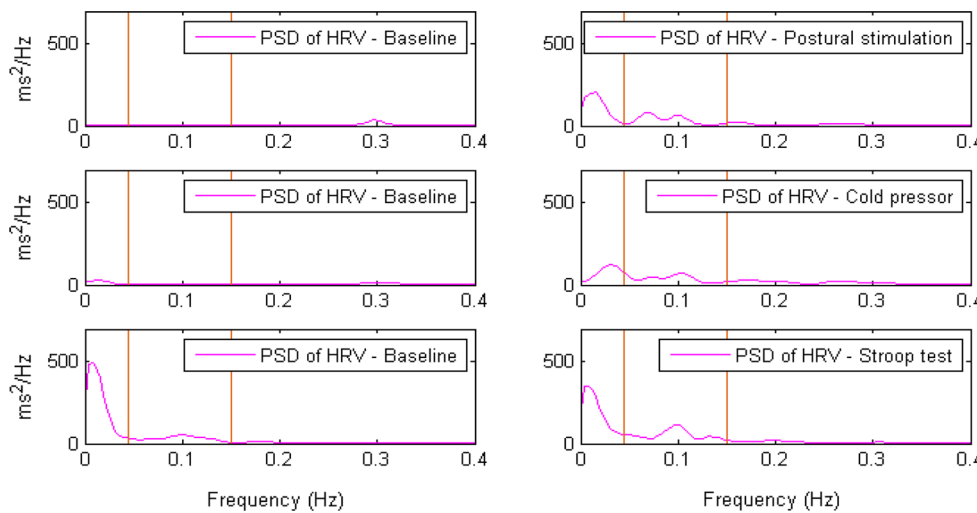 PSD of HRV - Baseline
ms²/Hz
500
0
0 0.1 0.2 0.3 0.4
PSD of HRV - Postural stimulation
500
0
0 0.1 0.2 0.3 0.4
PSD of HRV - Baseline
ms²/Hz
500
0
0 0.1 0.2 0.3 0.4
PSD of HRV - Cold pressor
500
0
0 0.1 0.2 0.3 0.4
PSD of HRV - Baseline
ms²/Hz
500
0
0 0.1 0.2 0.3 0.4
Frequency (Hz)
PSD of HRV - Stroop test
500
0
0 0.1 0.2 0.3 0.4
Frequency (Hz)